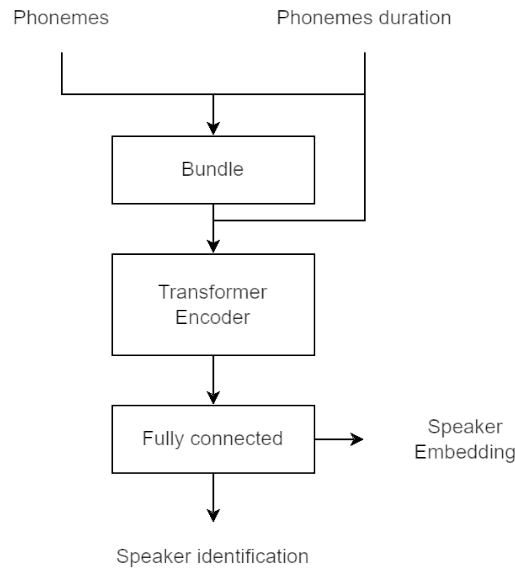 Phonemes
Phonemes duration
Bundle
Transformer
Encoder
Fully connected
Speaker
Embedding
Speaker identification